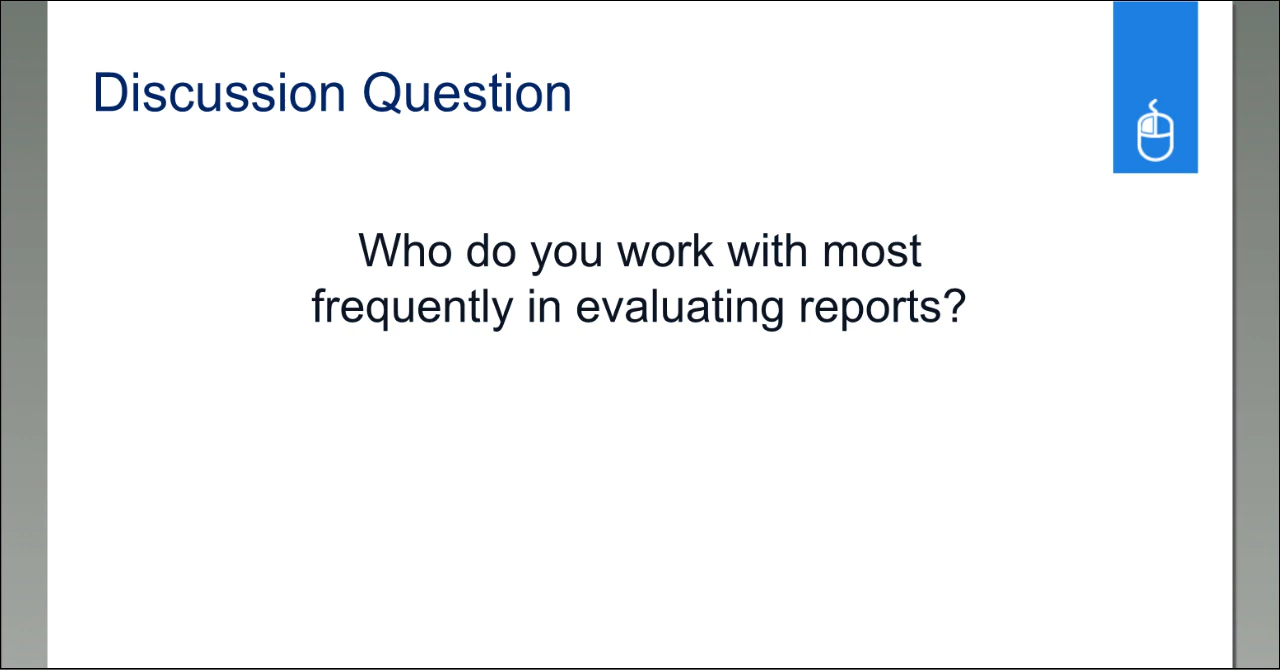 Discussion Question
Who do you work with most
frequently in evaluating reports?